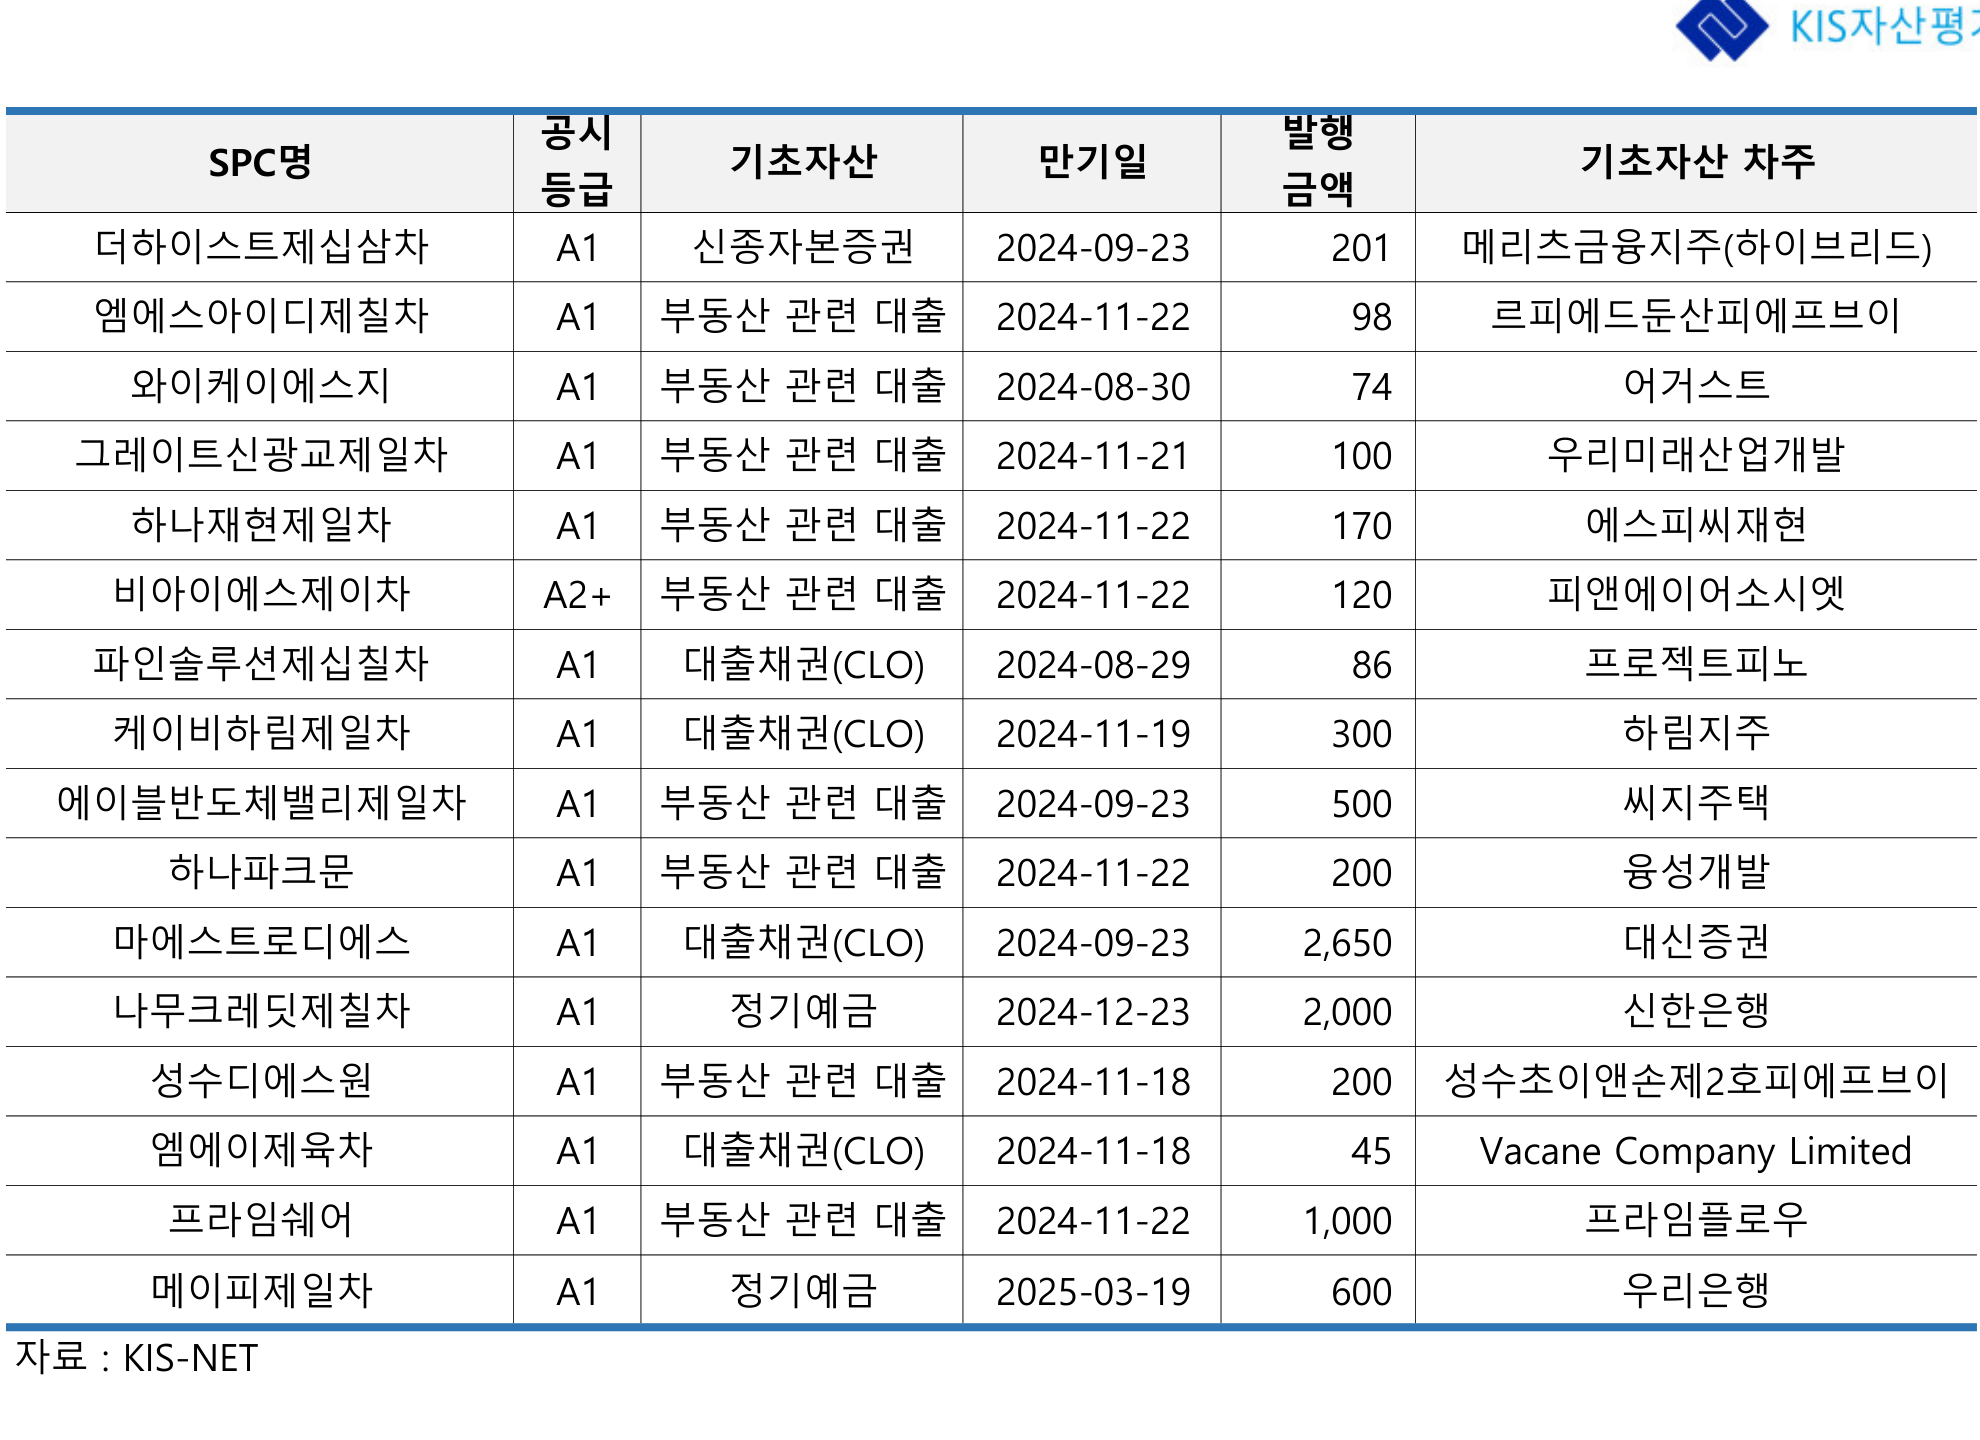 KIS자산평
SPC명 공시 등급 기초자산 만기일 발행 금액 기초자산 차주
더하이스트제십삼차 A1 신종자본증권 2024-09-23 201 메리츠금융지주(하이브리드)
엠에스아이디제칠차 A1 부동산 관련 대출 2024-11-22 98 르피에드둔산피에프브이
와이케이에스지 A1 부동산 관련 대출 2024-08-30 74 어거스트
그레이트신광교제일차 A1 부동산 관련 대출 2024-11-21 100 우리미래산업개발
하나재현제일차 A1 부동산 관련 대출 2024-11-22 170 에스피씨재현
비아이에스제이차 A2+ 부동산 관련 대출 2024-11-22 120 피앤에이어소시엣
파인솔루션제십칠차 A1 대출채권(CLO) 2024-08-29 86 프로젝트피노
케이비하림제일차 A1 대출채권(CLO) 2024-11-19 300 하림지주
에이블반도체밸리제일차 A1 부동산 관련 대출 2024-09-23 500 씨지주택
하나파크문 A1 부동산 관련 대출 2024-11-22 200 융성개발
마에스트로디에스 A1 대출채권(CLO) 2024-09-23 2,650 대신증권
나무크레딧제칠차 A1 정기예금 2024-12-23 2,000 신한은행
성수디에스원 A1 부동산 관련 대출 2024-11-18 200 성수초이앤손제2호피에프브이
엠에이제육차 A1 대출채권(CLO) 2024-11-18 45 Vacane Company Limited
프라임쉐어 A1 부동산 관련 대출 2024-11-22 1,000 프라임플로우
메이피제일차 A1 정기예금 2025-03-19 600 우리은행
자료 : KIS-NET